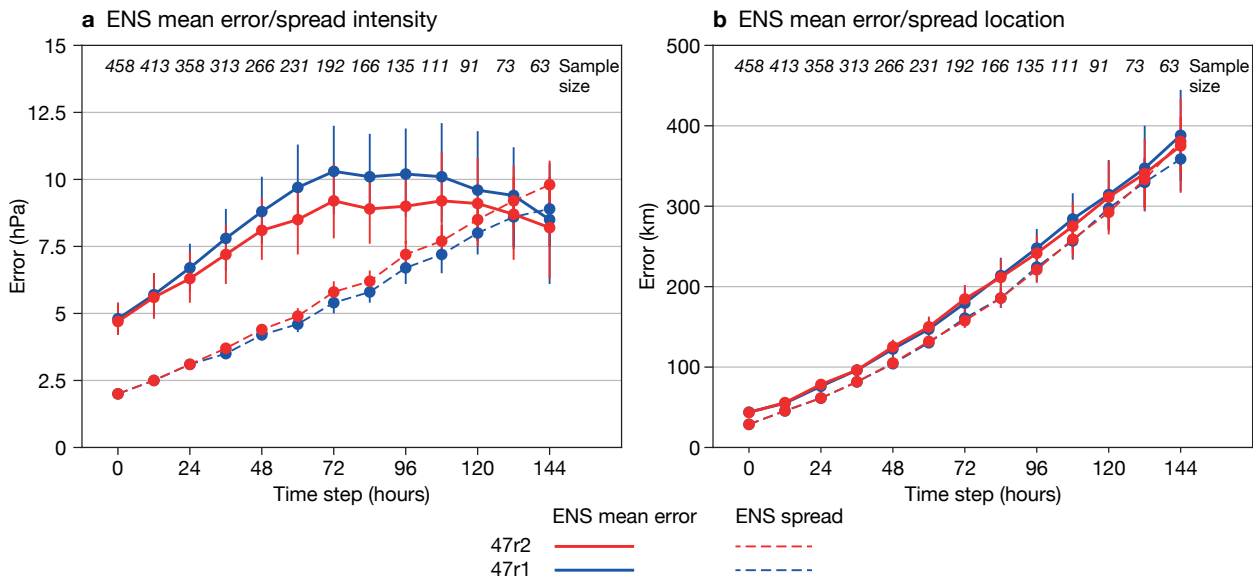 a ENS mean error/spread intensity
15
12.5
10
7.5
5
2.5
0
Error (hPa)
458 413 358 313 266 231 192 166 135 111 91 73 63 Sample
size
0 24 48 72 96 120 144
Time step (hours)
b ENS mean error/spread location
500
400
300
200
100
0
Error (km)
458 413 358 313 266 231 192 166 135 111 91 73 63 Sample
size
0 24 48 72 96 120 144
Time step (hours)
ENS mean error ENS spread
47r2
47r1